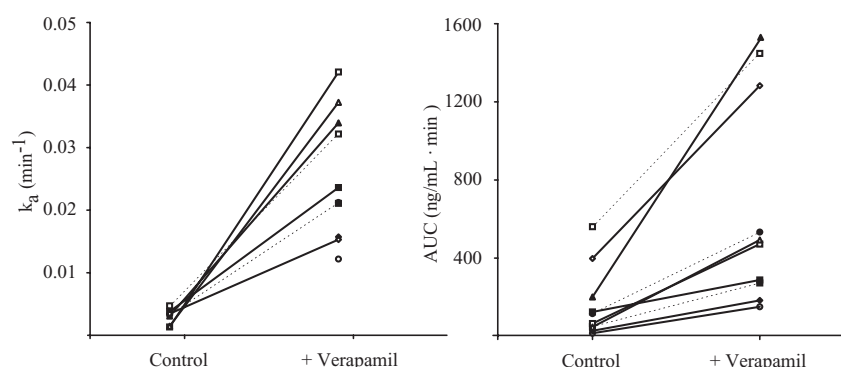 0.05
0.04
0.03
0.02
0.01
kₐ (min⁻¹)
Control
+ Verapamil
1600
1200
800
400
AUC (ng/mL · min )
Control
+ Verapamil